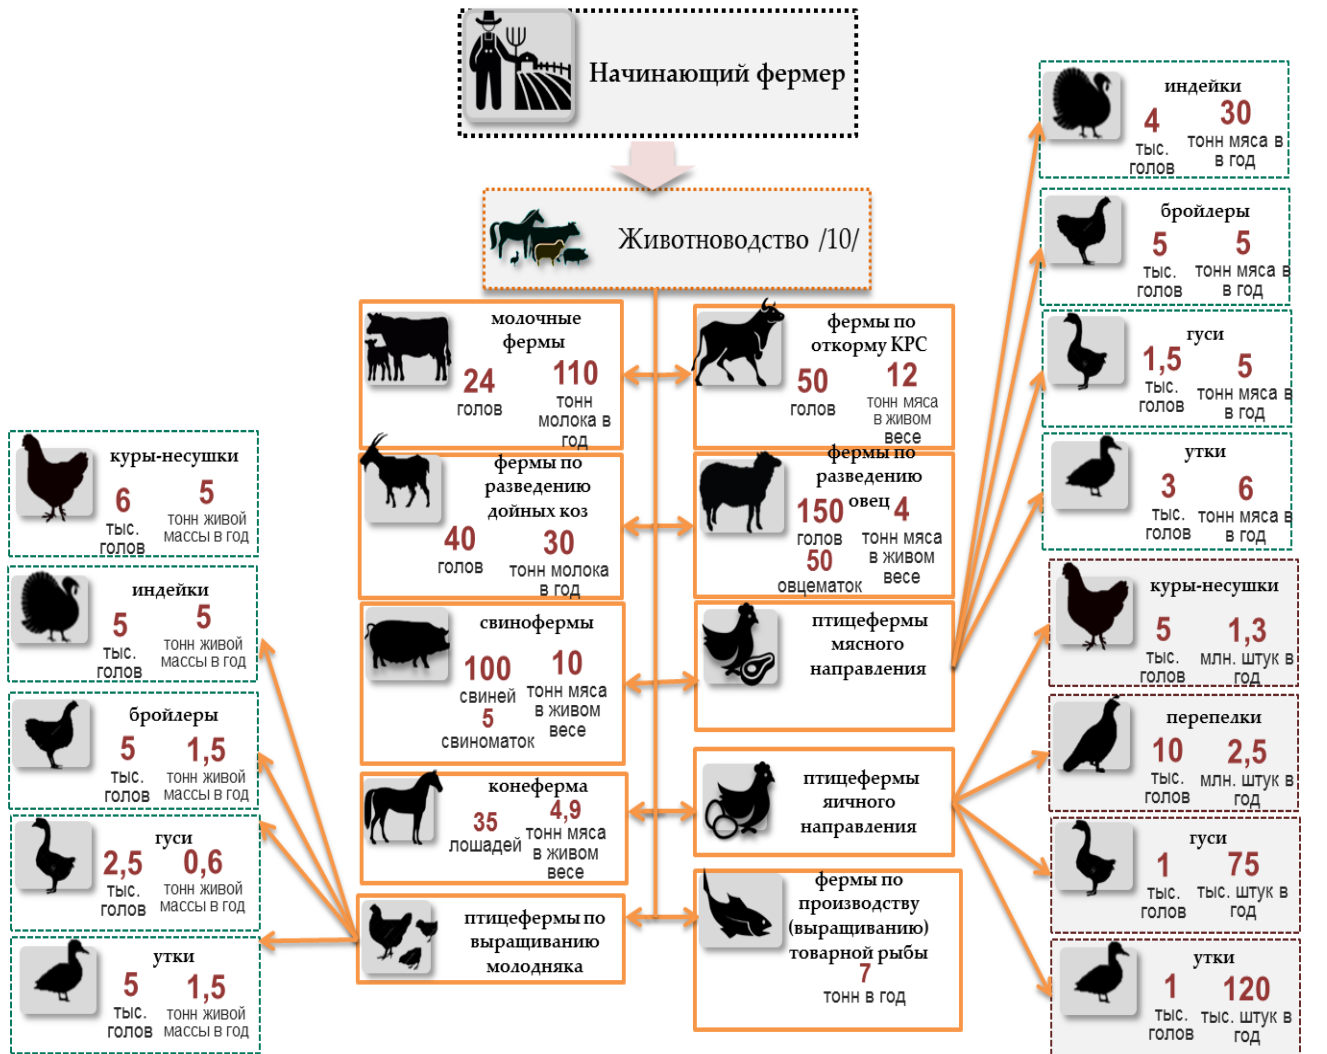 Начинающий фермер
Животноводство /10/
молочные
фермы
24
голов
110
тонн
молока в
год
фермы по
откорму КРС
50
голов
12
тонн мяса
в живом
весе
фермы по
разведению
дойных коз
40
голов
30
тонн молока
в год
фермы по
разведению
овец
150
голов
50
овцематок
4
тонн мяса
в живом
весе
свинофермы
100
свиней
5
свиноматок
10
тонн мяса
в живом
весе
птицефермы
мясного
направления
конеферма
35
лошадей
4,9
тонн мяса
в живом
весе
птицефермы
яичного
направления
птицефермы по
выращиванию
молодняка
фермы по
производству
(выращиванию)
товарной рыбы
7
тонн в год
куры-несушки
6
тыс.
голов
5
тонн живой
массы в год
индейки
5
тыс.
голов
5
тонн живой
массы в год
бройлеры
5
тыс.
голов
1,5
тонн живой
массы в год
гуси
2,5
тыс.
голов
0,6
тонн живой
массы в год
утки
5
тыс.
голов
1,5
тонн живой
массы в год
индейки
4
тыс.
голов
30
тонн мяса в
в год
бройлеры
5
тыс.
голов
5
тонн мяса в
в год
гуси
1,5
тыс.
голов
5
тонн мяса в
в год
утки
3
тыс.
голов
6
тонн мяса в
в год
куры-несушки
5
тыс.
голов
1,3
млн. штук в
год
перепелки
10
тыс.
голов
2,5
млн. штук в
год
гуси
1
тыс.
голов
75
тыс. штук в
год
утки
1
тыс.
голов
120
тыс. штук в
год